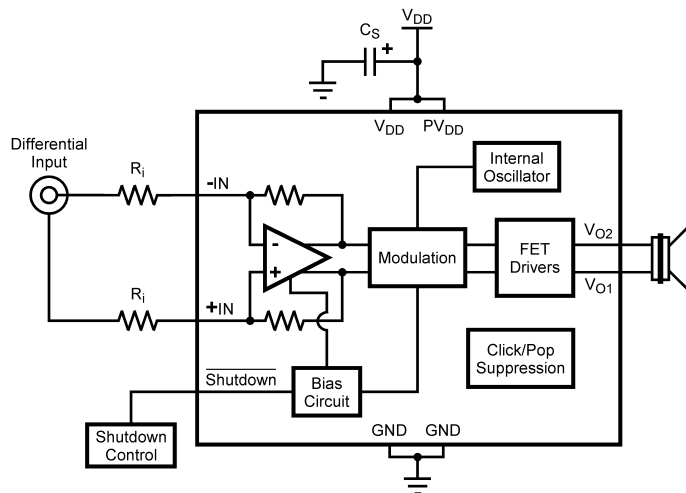 VDD
CS
+
VDD PVDD
Differential
Input
Ri
-IN
Internal
Oscillator
-
+
Modulation
FET
Drivers
VO2
VO1
Ri
+IN
Click/Pop
Suppression
Shutdown
Bias
Circuit
Shutdown
Control
GND GND